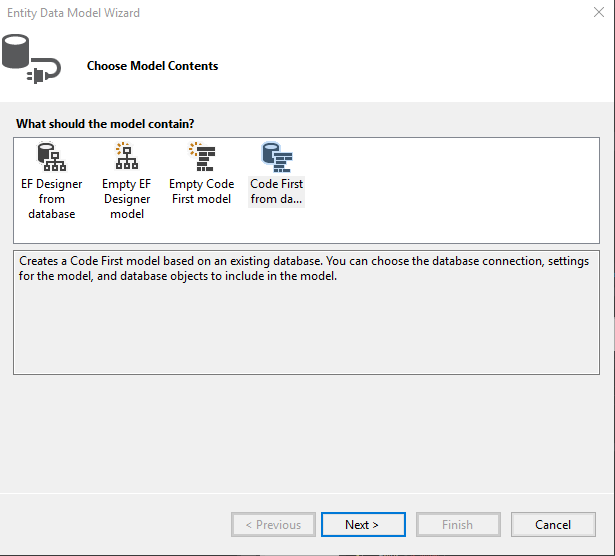 Entity Data Model Wizard
Choose Model Contents
What should the model contain?
EF Designer
from
database
Empty EF
Designer
model
Empty Code
First model
Code First
from da...
Creates a Code First model based on an existing database. You can choose the database connection, settings
for the model, and database objects to include in the model.
< Previous
Next >
Finish
Cancel